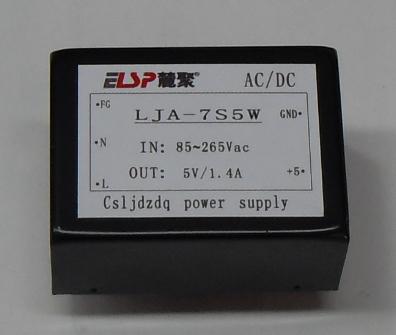 ELSP 龍聚® AC/DC
•FG LJA-7S5W GND•
•N IN: 85~265Vac
•L OUT: 5V/1.4A +5•
Csljdzdq power supply